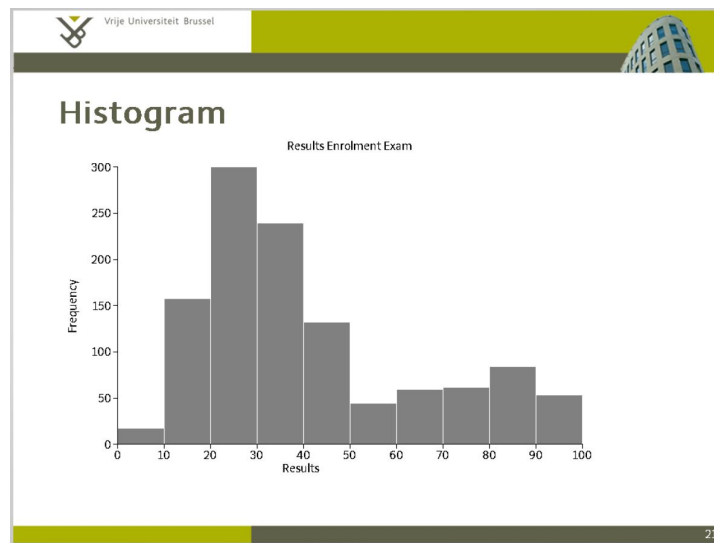 Vrije Universiteit Brussel
Histogram
Results Enrolment Exam
300
250
200
150
100
50
0
Frequency
0 10 20 30 40 50 60 70 80 90 100
Results